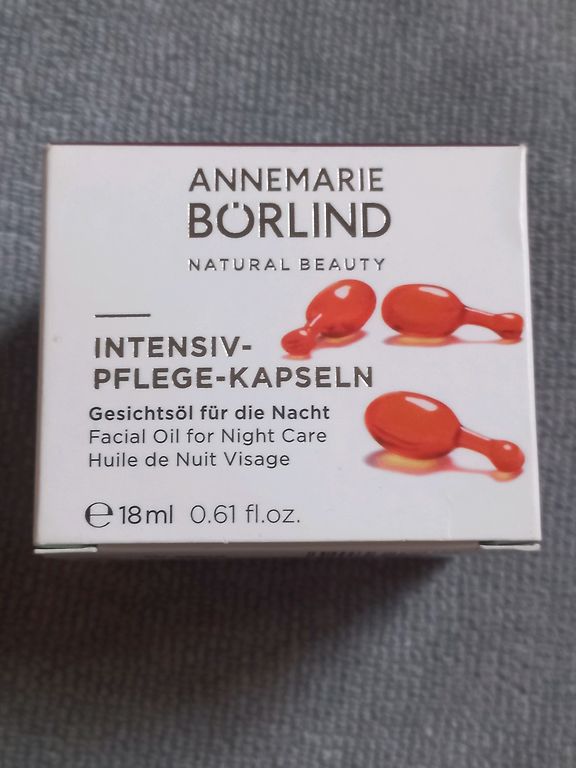 ANNEMARIE
BÖRLIND
NATURAL BEAUTY
INTENSIV-
PFLEGE-KAPSELN
Gesichtsöl für die Nacht
Facial Oil for Night Care
Huile de Nuit Visage
℮ 18ml 0.61 fl.oz.